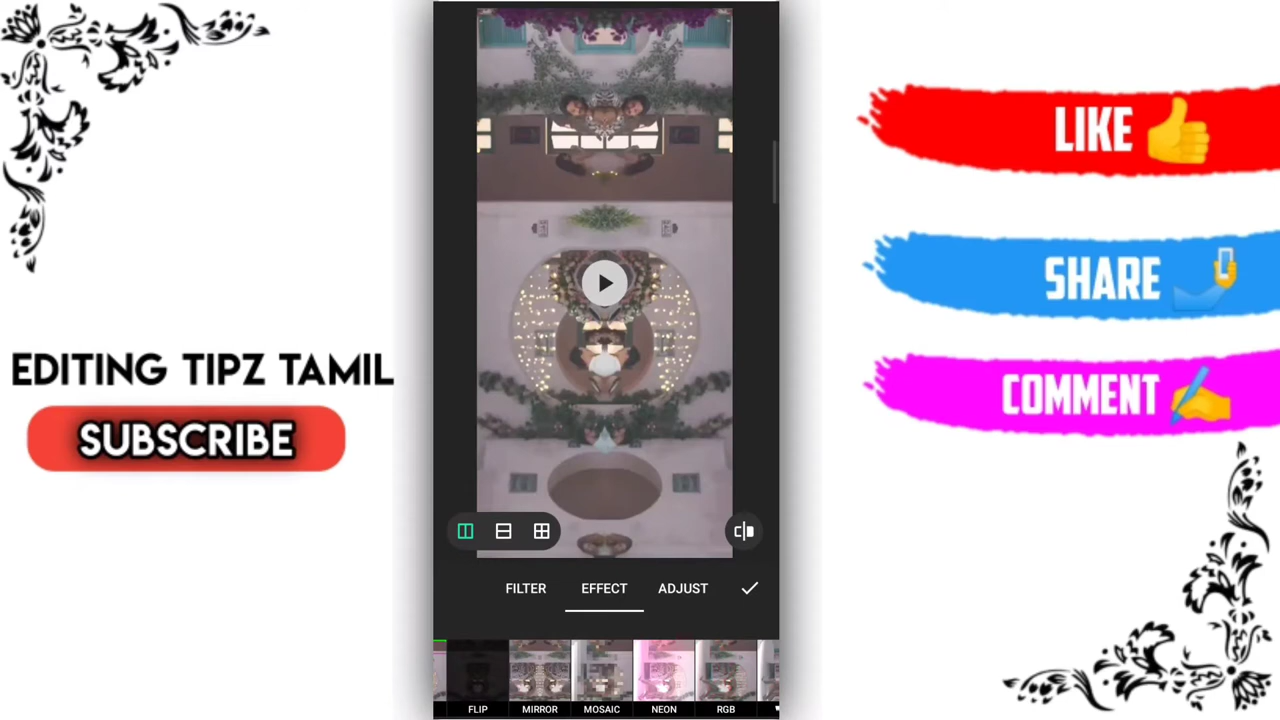 EDITING TIPZ TAMIL
SUBSCRIBE
FILTER
EFFECT
ADJUST
FLIP
MIRROR
MOSAIC
NEON
RGB
LIKE
SHARE
COMMENT